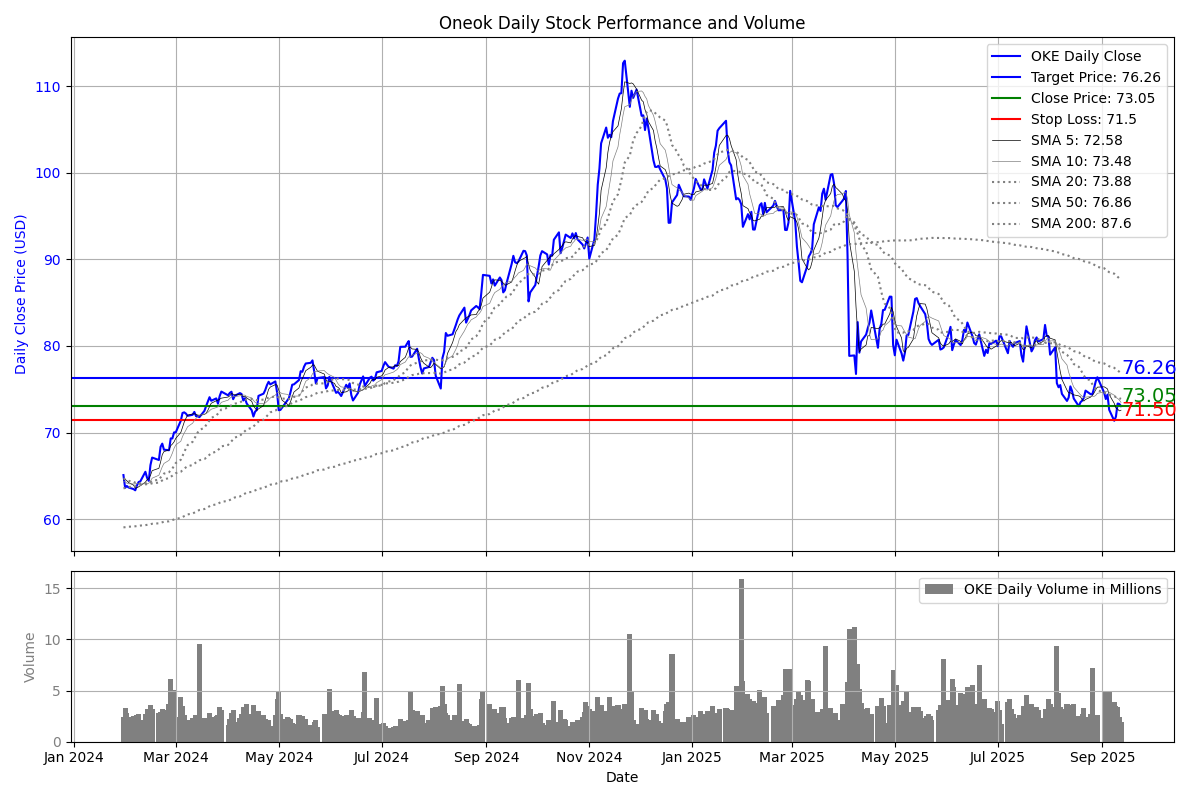 Oneok Daily Stock Performance and Volume
Daily Close Price (USD)
110
100
90
80
70
60
OKE Daily Close
Target Price: 76.26
Close Price: 73.05
Stop Loss: 71.5
SMA 5: 72.58
SMA 10: 73.48
SMA 20: 73.88
SMA 50: 76.86
SMA 200: 87.6
76.26
73.05
71.50
Volume
15
10
5
0
OKE Daily Volume in Millions
Jan 2024 Mar 2024 May 2024 Jul 2024 Sep 2024 Nov 2024 Jan 2025 Mar 2025 May 2025 Jul 2025 Sep 2025
Date